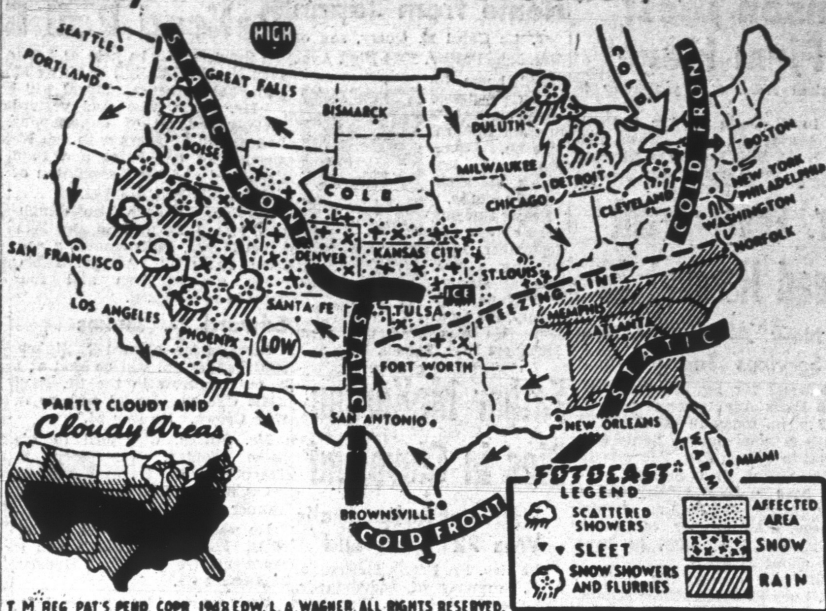 HIGH
SEATTLE
PORTLAND
STATIC FRONT
GREAT FALLS
BISMARCK
BOISE
DULUTH
COLD
COLD FRONT
BOSTON
MILWAUKEE
DETROIT
NEW YORK
PHILADELPHIA
COLD
CHICAGO
CLEVELAND
WASHINGTON
NORFOLK
SAN FRANCISCO
DENVER
KANSAS CITY
ST. LOUIS
ICE
FREEZING LINE
LOS ANGELES
SANTA FE
TULSA
MEMPHIS
ATLANTA
PHOENIX
LOW
STATIC
FORT WORTH
STATIC
SAN ANTONIO
NEW ORLEANS
WARM
MIAMI
BROWNSVILLE
COLD FRONT
PARTLY CLOUDY AND
Cloudy Areas
FOTOCAST*
LEGEND
SCATTERED
SHOWERS
SLEET
SNOW SHOWERS
AND FLURRIES
AFFECTED
AREA
SNOW
RAIN
T. M. REG. PAT'S PEND. COPR. 1948 EDW. L. A. WAGNER. ALL RIGHTS RESERVED.